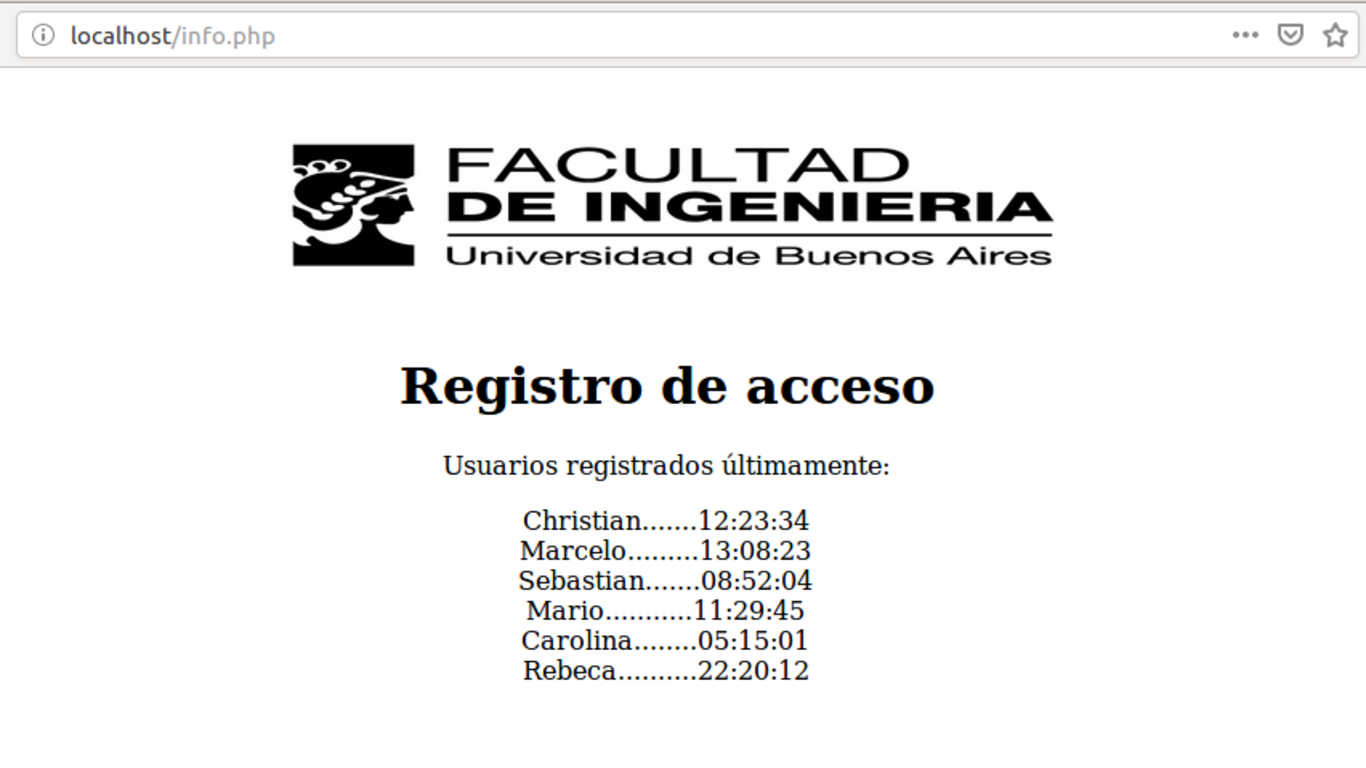 localhost/info.php
FACULTAD
DE INGENIERIA
Universidad de Buenos Aires
Registro de acceso
Usuarios registrados últimamente:
Christian.......12:23:34
Marcelo.........13:08:23
Sebastian.......08:52:04
Mario...........11:29:45
Carolina........05:15:01
Rebeca..........22:20:12